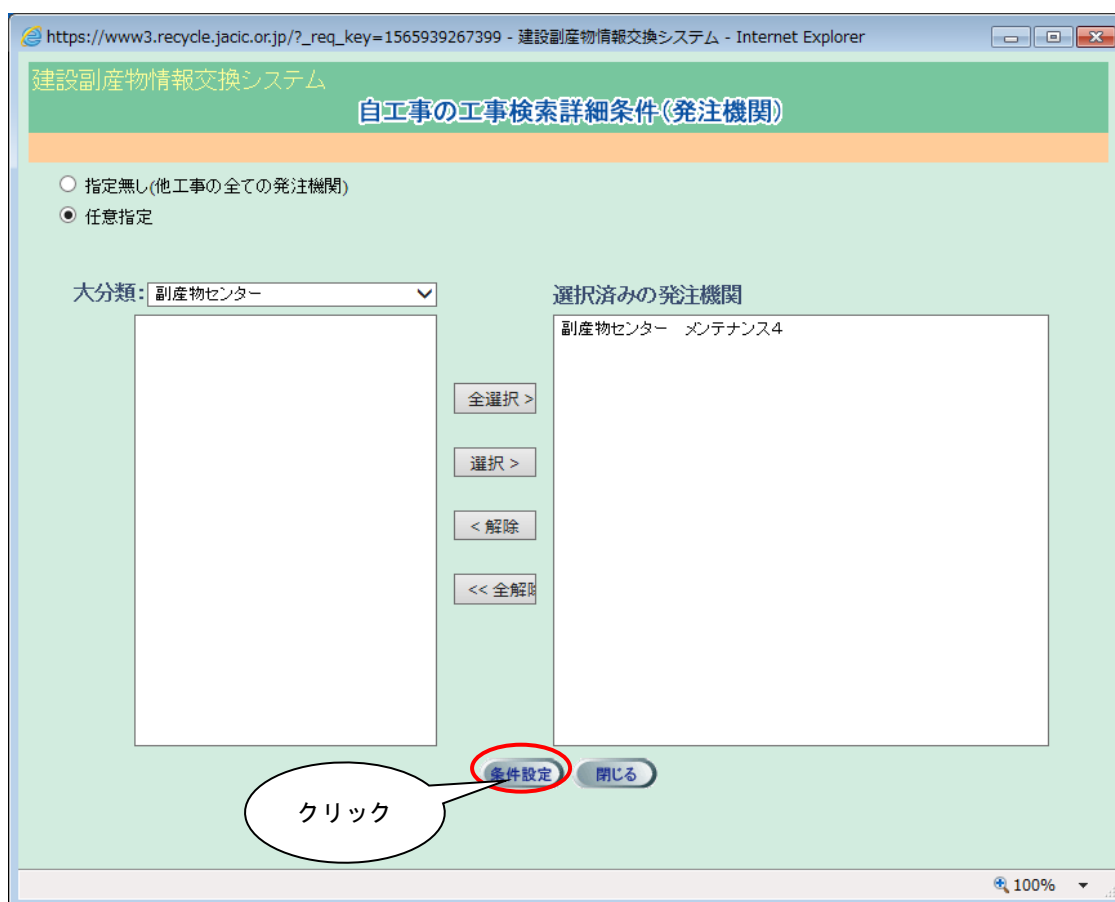 https://www3.recycle.jacic.or.jp/?_req_key=1565939267399 - 建設副産物情報交換システム - Internet Explorer
建設副産物情報交換システム
自工事の工事検索詳細条件(発注機関)
指定無し(他工事の全ての発注機関)
任意指定
大分類：副産物センター
選択済みの発注機関
副産物センター　メンテナンス４
全選択 >
選択 >
< 解除
<< 全解除
条件設定
閉じる
クリック
100%